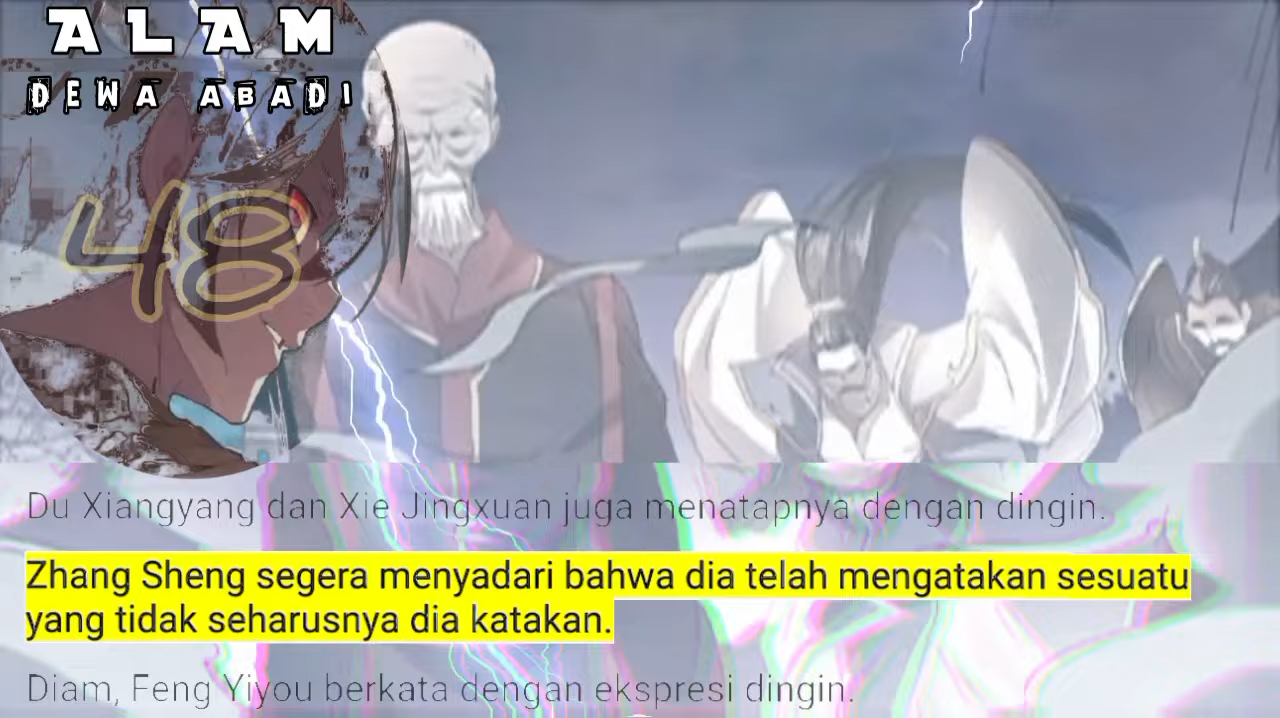 ALAM
DEWA ABADI
48
Du Xiangyang dan Xie Jingxuan juga menatapnya dengan dingin.
Zhang Sheng segera menyadari bahwa dia telah mengatakan sesuatu
yang tidak seharusnya dia katakan.
Diam, Feng Yiyou berkata dengan ekspresi dingin.